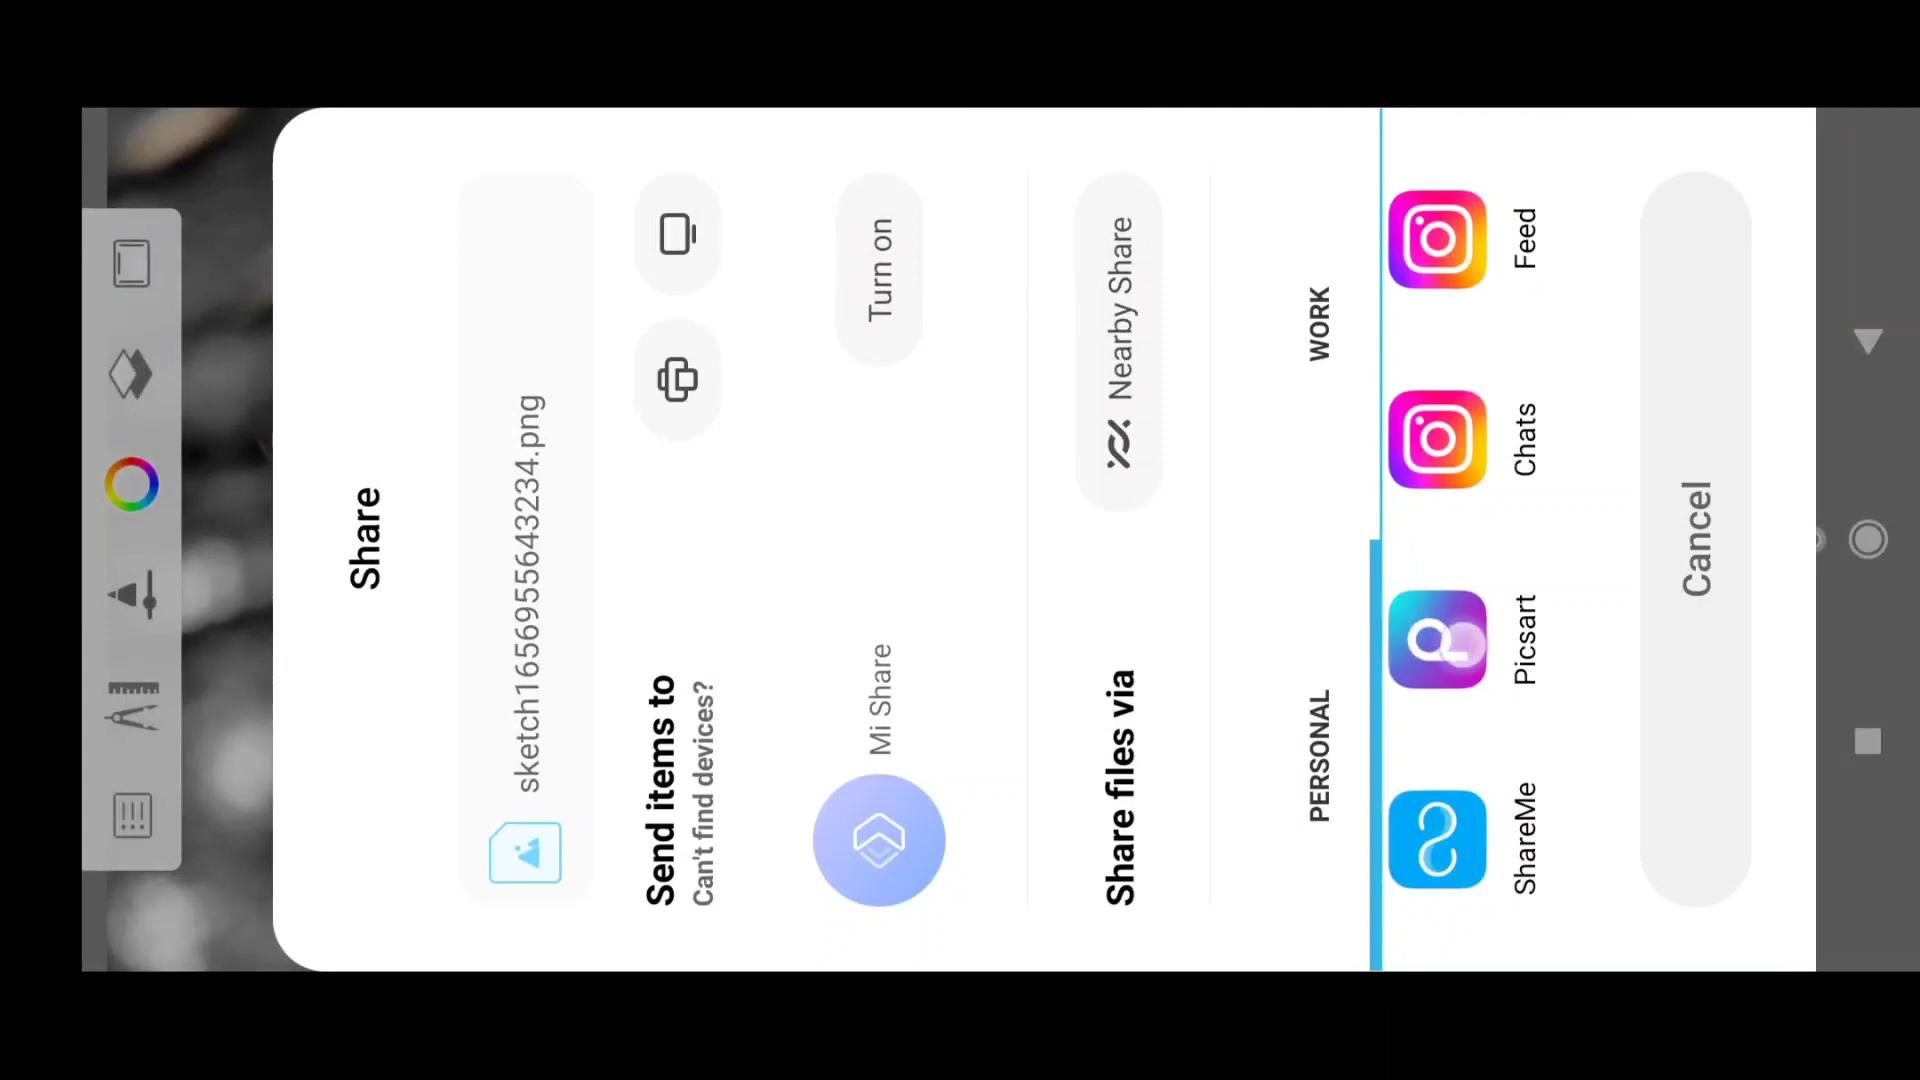 Share
sketch1656955643234.png
Send items to
Can't find devices?
Mi Share
Turn on
Share files via
Nearby Share
PERSONAL
WORK
ShareMe
Picsart
Chats
Feed
Cancel